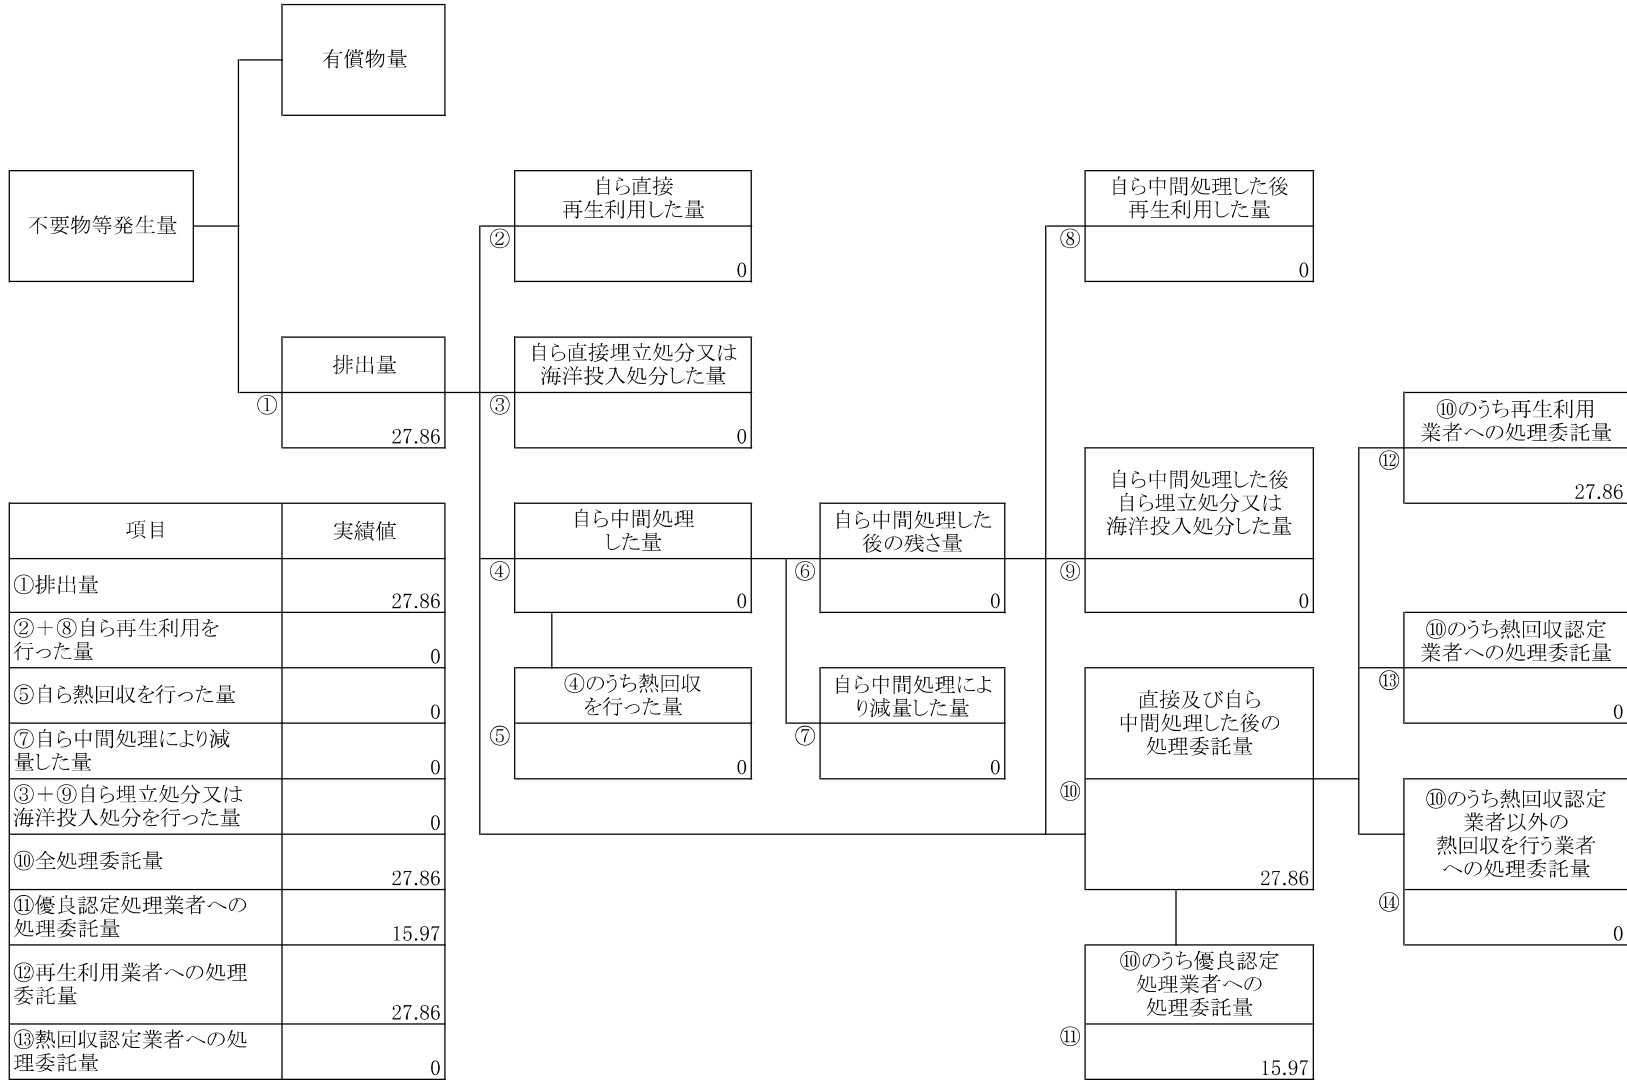 有償物量
不要物等発生量
自ら直接
再生利用した量
②
0
自ら中間処理した後
再生利用した量
⑧
0
排出量
①
27.86
自ら直接埋立処分又は
海洋投入処分した量
③
0
⑩のうち再生利用
業者への処理委託量
⑫
27.86
自ら中間処理
した量
④
0
自ら中間処理した
後の残さ量
⑥
0
自ら中間処理した後
自ら埋立処分又は
海洋投入処分した量
⑨
0
⑩のうち熱回収認定
業者への処理委託量
⑬
0
④のうち熱回収
を行った量
⑤
0
自ら中間処理によ
り減量した量
⑦
0
直接及び自ら
中間処理した後の
処理委託量
⑩
27.86
⑩のうち熱回収認定
業者以外の
熱回収を行う業者
への処理委託量
⑭
0
⑩のうち優良認定
処理業者への
処理委託量
⑪
15.97
項目
実績値
①排出量
27.86
②＋⑧自ら再生利用を
行った量
0
⑤自ら熱回収を行った量
0
⑦自ら中間処理により減
量した量
0
③＋⑨自ら埋立処分又は
海洋投入処分を行った量
0
⑩全処理委託量
27.86
⑪優良認定処理業者への
処理委託量
15.97
⑫再生利用業者への処理
委託量
27.86
⑬熱回収認定業者への処
理委託量
0